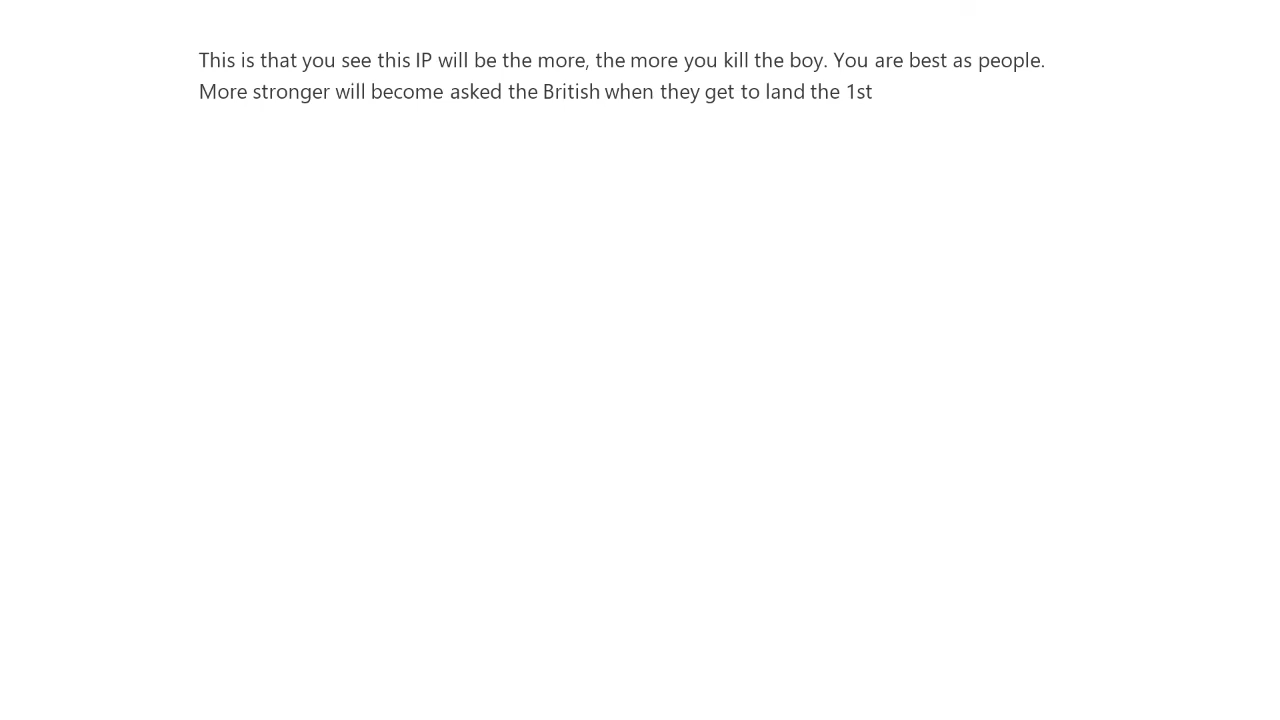 This is that you see this IP will be the more, the more you kill the boy. You are best as people.
More stronger will become asked the British when they get to land the 1st